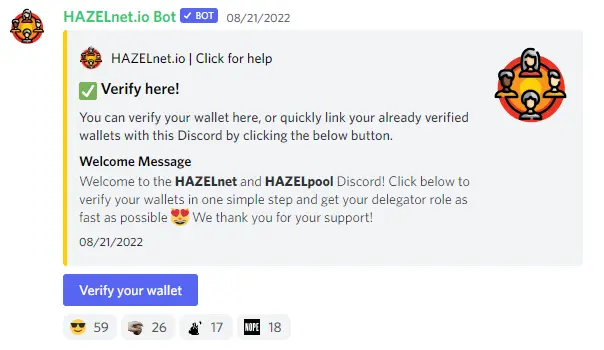 HAZELnet.io Bot ✓ BOT 08/21/2022
HAZELnet.io | Click for help
✅ Verify here!
You can verify your wallet here, or quickly link your already verified
wallets with this Discord by clicking the below button.
Welcome Message
Welcome to the HAZELnet and HAZELpool Discord! Click below to
verify your wallets in one simple step and get your delegator role as
fast as possible 😍 We thank you for your support!
08/21/2022
Verify your wallet
😎 59 26 17 NOPE 18